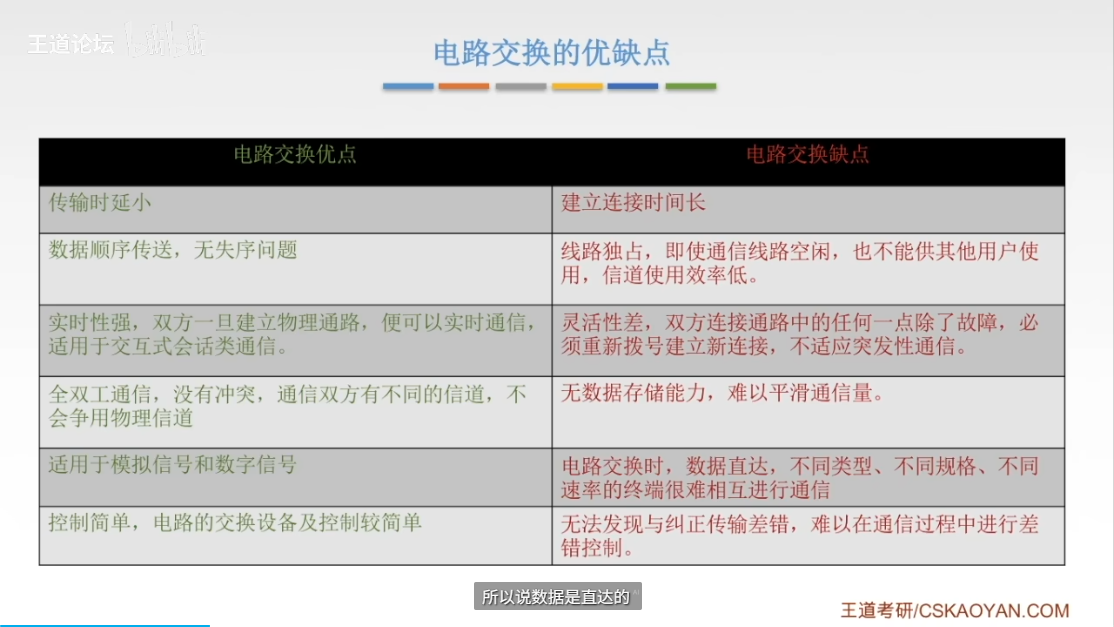 王道论坛
bilibili
电路交换的优缺点
电路交换优点
电路交换缺点
传输时延小
建立连接时间长
数据顺序传送，无失序问题
线路独占，即使通信线路空闲，也不能供其他用户使
用，信道使用效率低。
实时性强，双方一旦建立物理通路，便可以实时通信，
适用于交互式会话类通信。
灵活性差，双方连接通路中的任何一点除了故障，必
须重新拨号建立新连接，不适应突发性通信。
全双工通信，没有冲突，通信双方有不同的信道，不
会争用物理信道
无数据存储能力，难以平滑通信量。
适用于模拟信号和数字信号
电路交换时，数据直达，不同类型、不同规格、不同
速率的终端很难相互进行通信
控制简单，电路的交换设备及控制较简单
无法发现与纠正传输差错，难以在通信过程中进行差
错控制。
所以说数据是直达的
王道考研/CSKAOYAN.COM